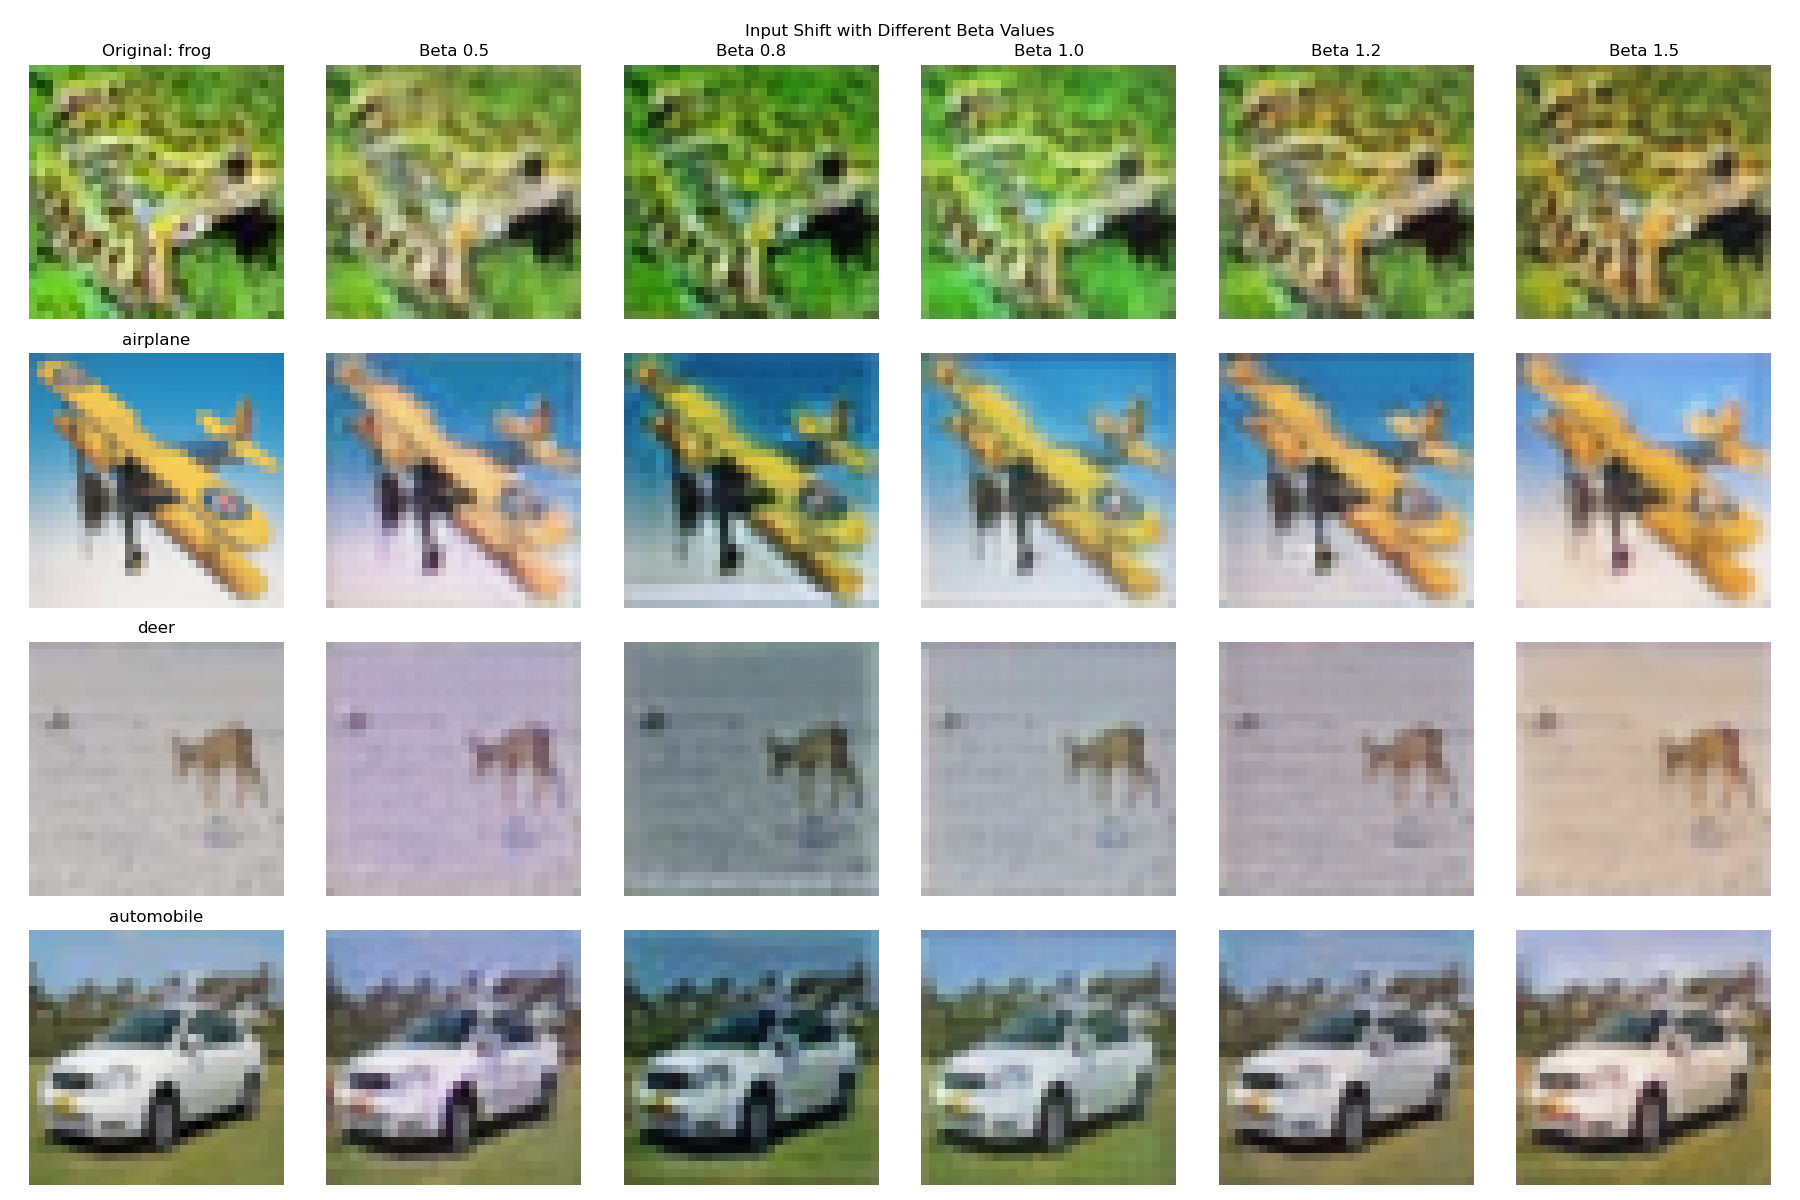 Input Shift with Different Beta Values
Original: frog
Beta 0.5
Beta 0.8
Beta 1.0
Beta 1.2
Beta 1.5
airplane
deer
automobile